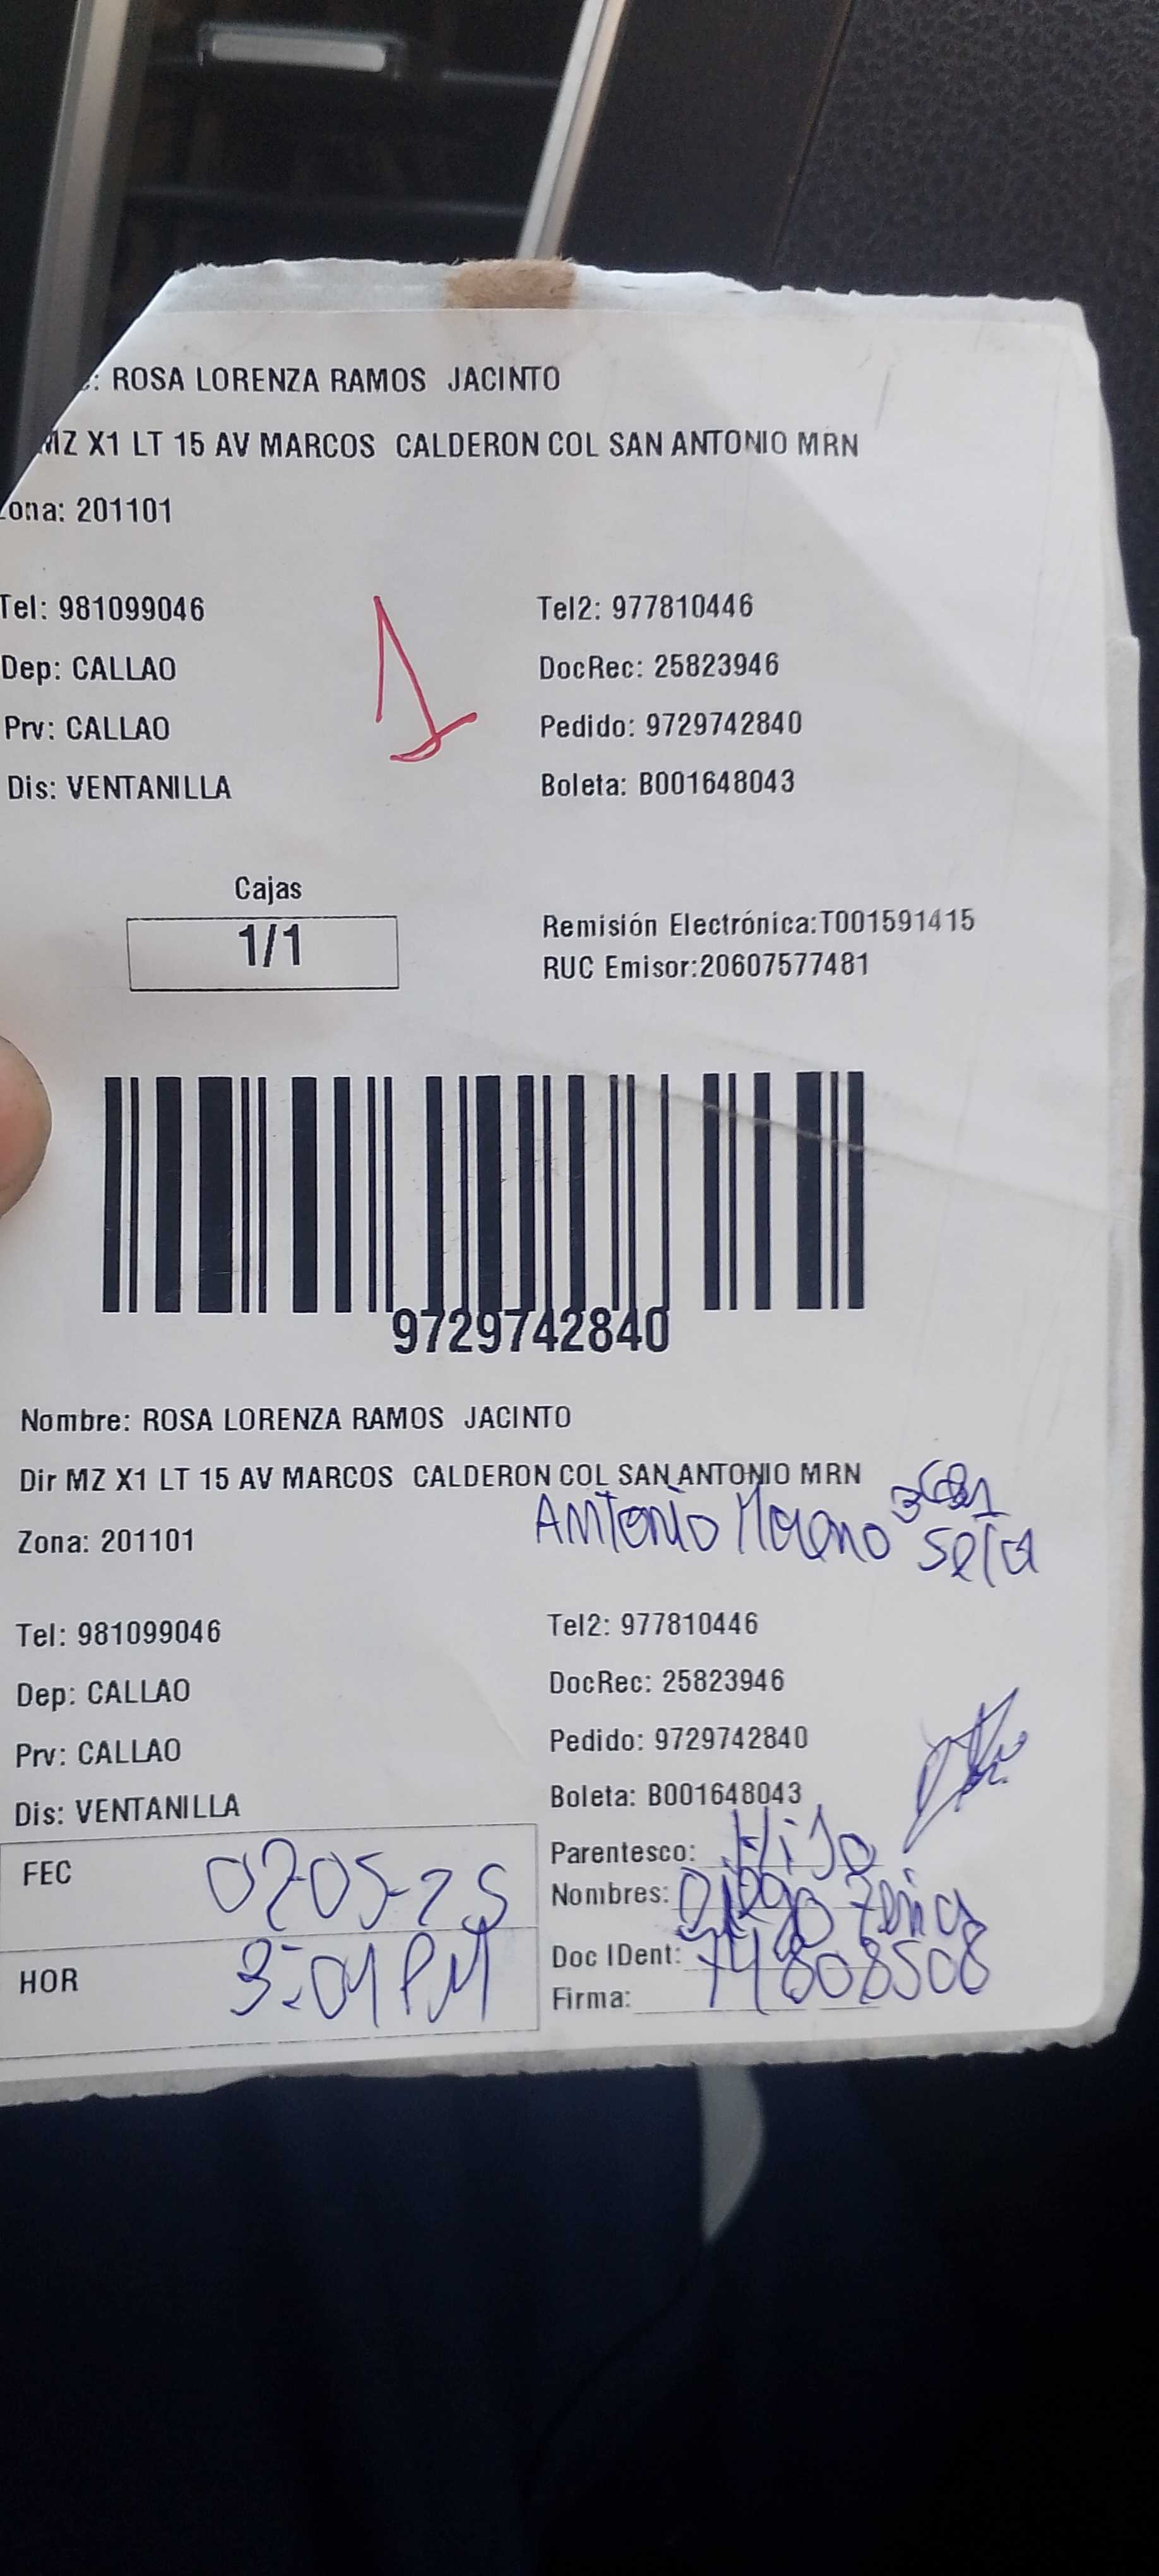 : ROSA LORENZA RAMOS JACINTO
MZ X1 LT 15 AV MARCOS CALDERON COL SAN ANTONIO MRN
Zona: 201101
Tel: 981099046 Tel2: 977810446
Dep: CALLAO DocRec: 25823946
Prv: CALLAO Pedido: 9729742840
Dis: VENTANILLA Boleta: B001648043
Cajas
1/1
Remisión Electrónica:T001591415
RUC Emisor:20607577481
9729742840
Nombre: ROSA LORENZA RAMOS JACINTO
Dir MZ X1 LT 15 AV MARCOS CALDERON COL SAN ANTONIO MRN
Antonio Moreno
Zona: 201101
Tel: 981099046 Tel2: 977810446
Dep: CALLAO DocRec: 25823946
Prv: CALLAO Pedido: 9729742840
Dis: VENTANILLA Boleta: B001648043
FEC 02-05-25 Parentesco: Hijo
Nombres: Diego
HOR 3:01 PM Doc IDent: 74808508
Firma: